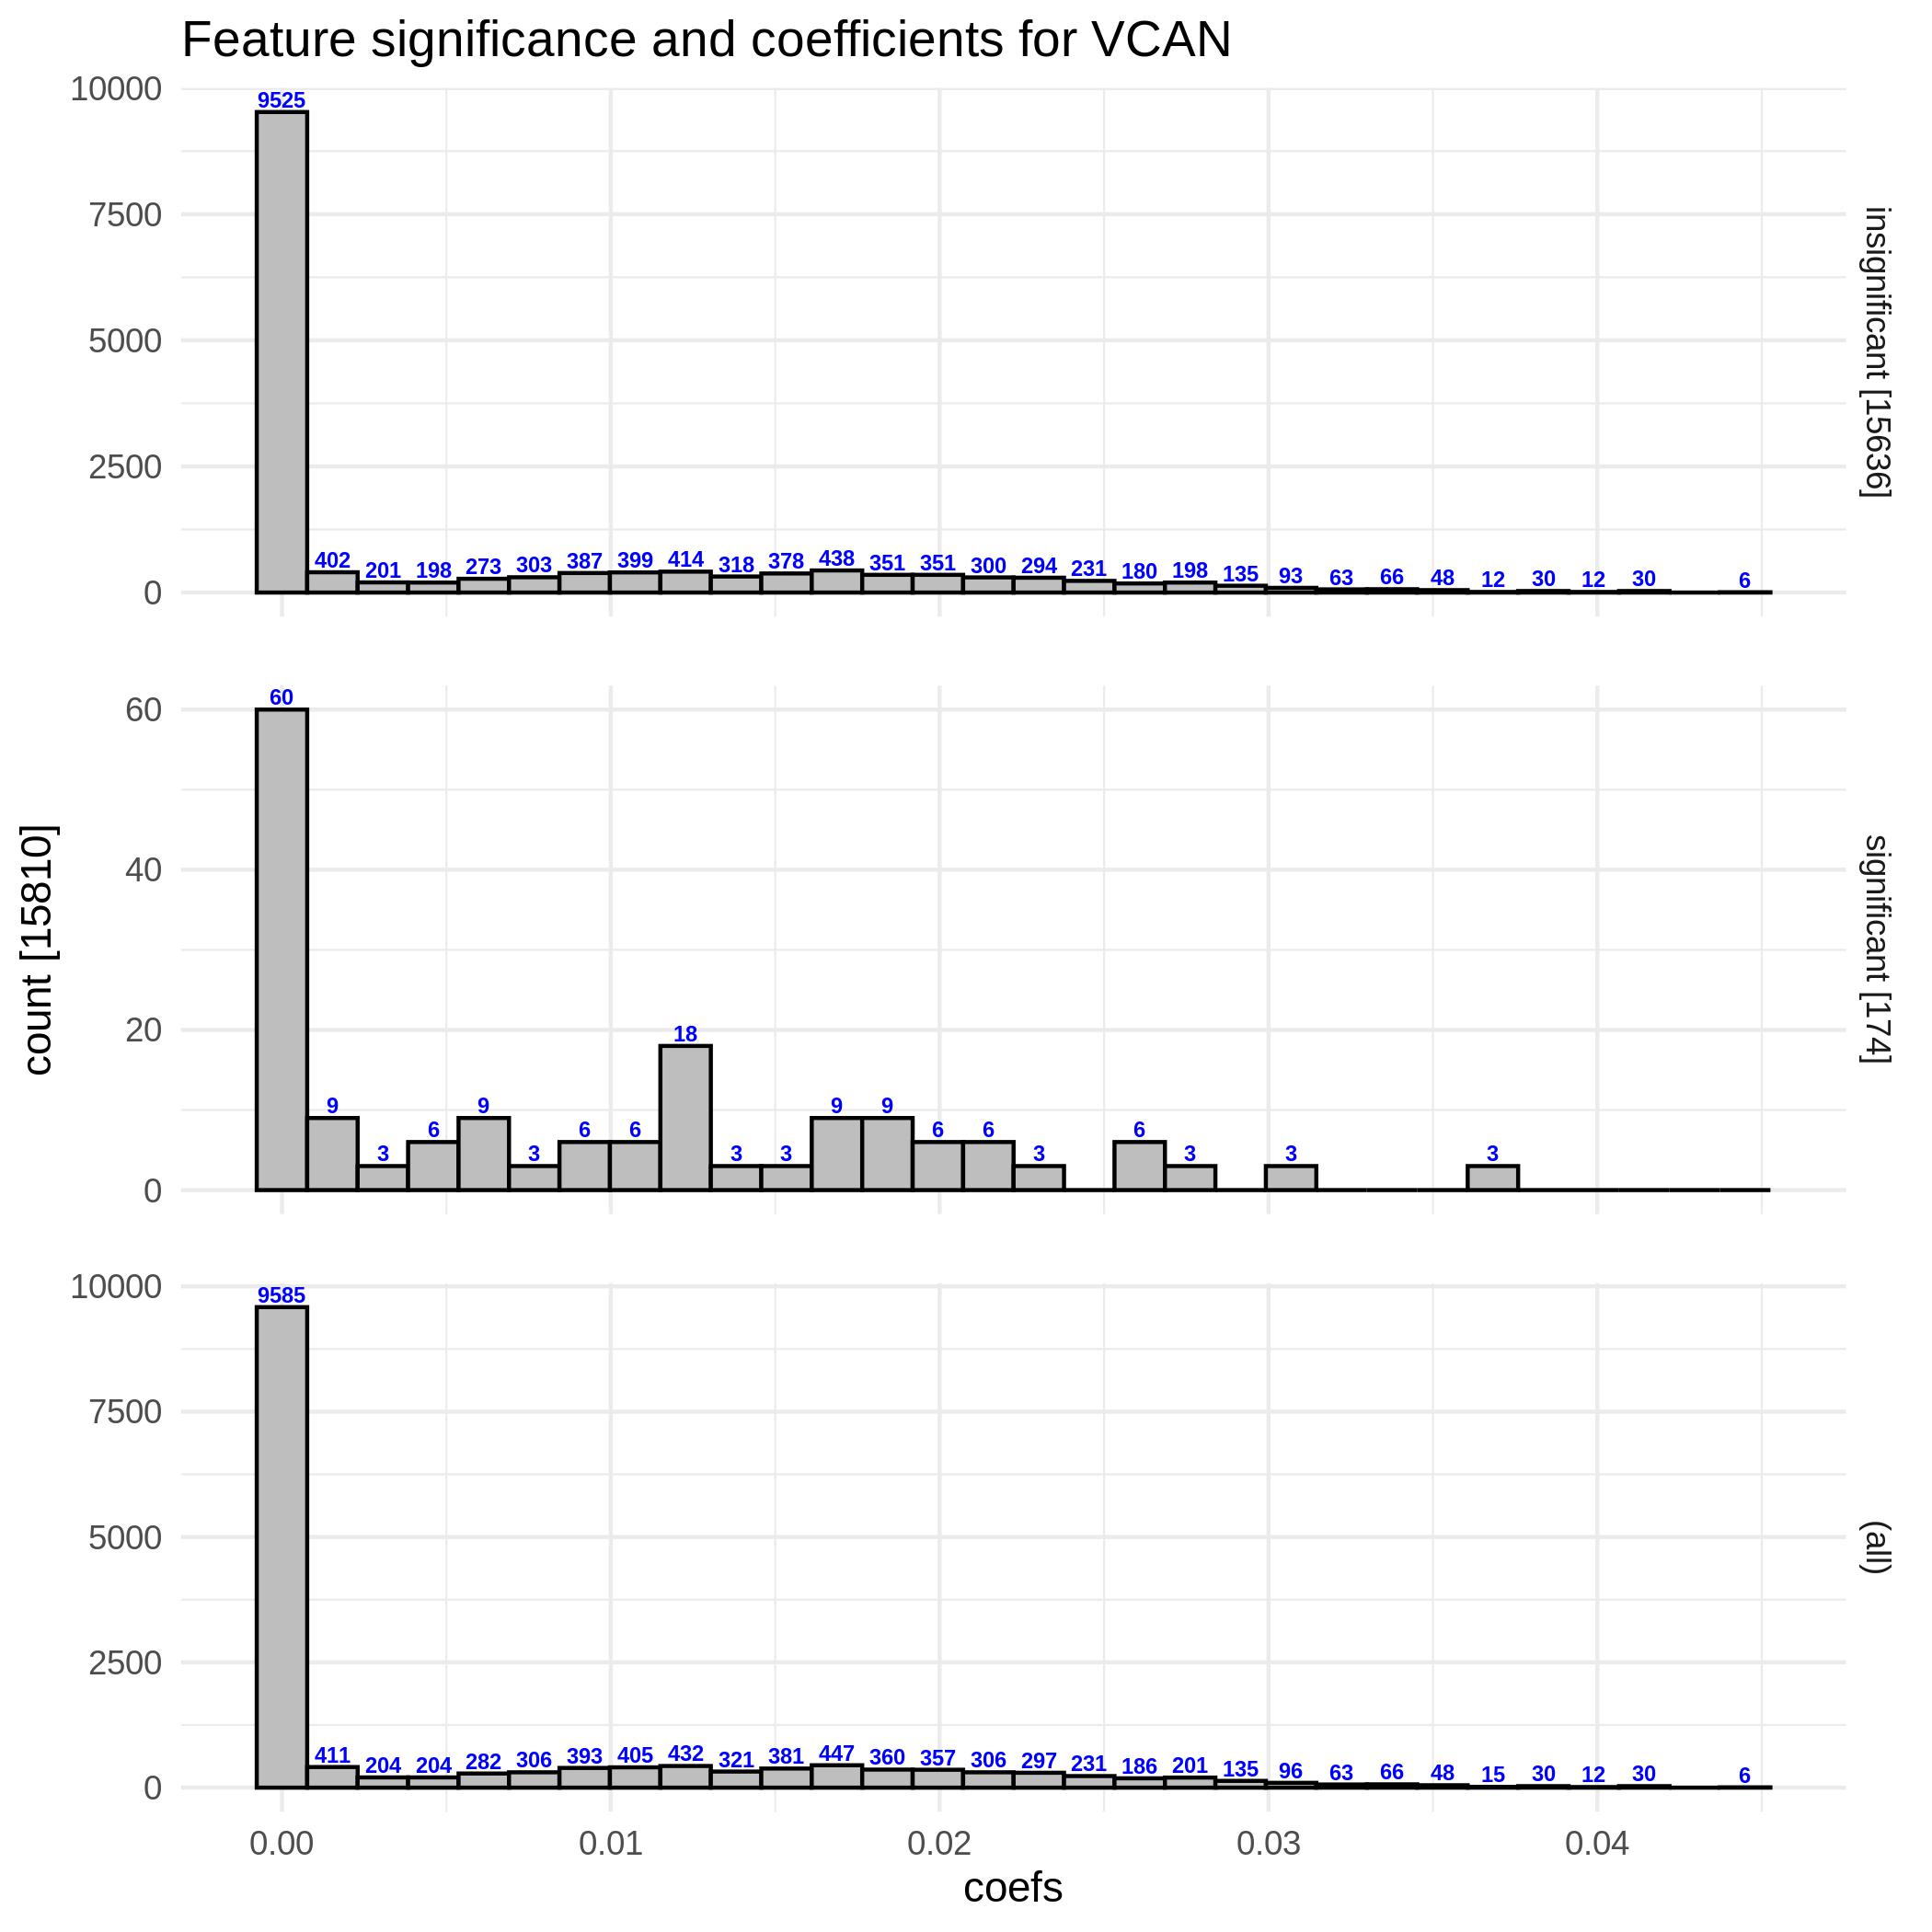 Feature significance and coefficients for VCAN
10000
7500
5000
2500
0
9525
402 201 198 273 303 387 399 414 318 378 438 351 351 300 294 231 180 198 135 93 63 66 48 12 30 12 30 6
insignificant [15636]
count [15810]
60
40
20
0
60
9 3 6 9 3 6 6 18 3 3 9 9 6 6 3 6 3 3 3
significant [174]
10000
7500
5000
2500
0
9585
411 204 204 282 306 393 405 432 321 381 447 360 357 306 297 231 186 201 135 96 63 66 48 15 30 12 30 6
(all)
0.00 0.01 0.02 0.03 0.04
coefs